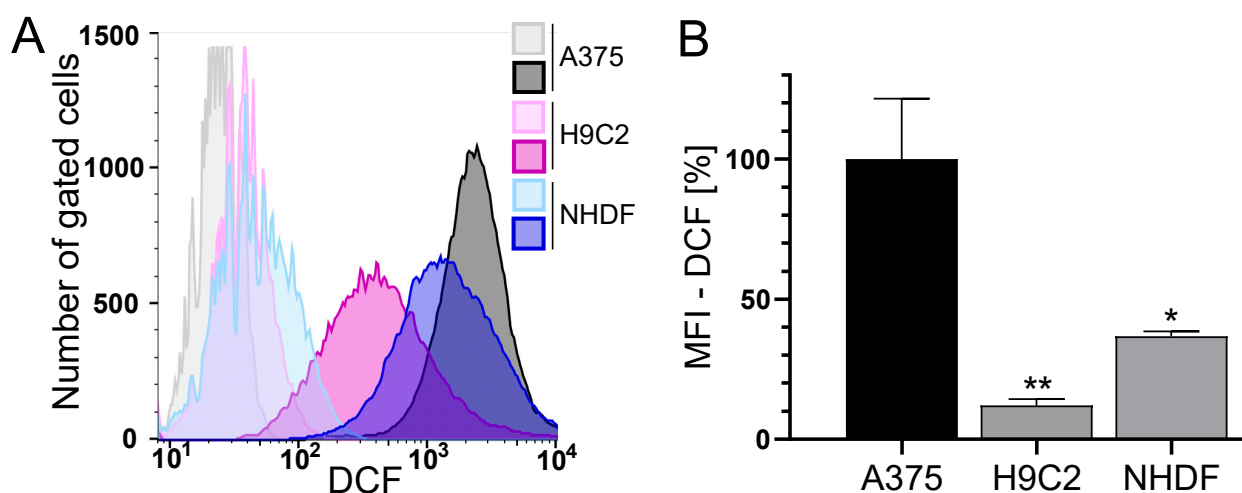 A
Number of gated cells
1500
1000
500
0
10¹ 10² 10³ 10⁴
DCF
A375
H9C2
NHDF
B
MFI - DCF [%]
100
50
0
**
*
A375 H9C2 NHDF